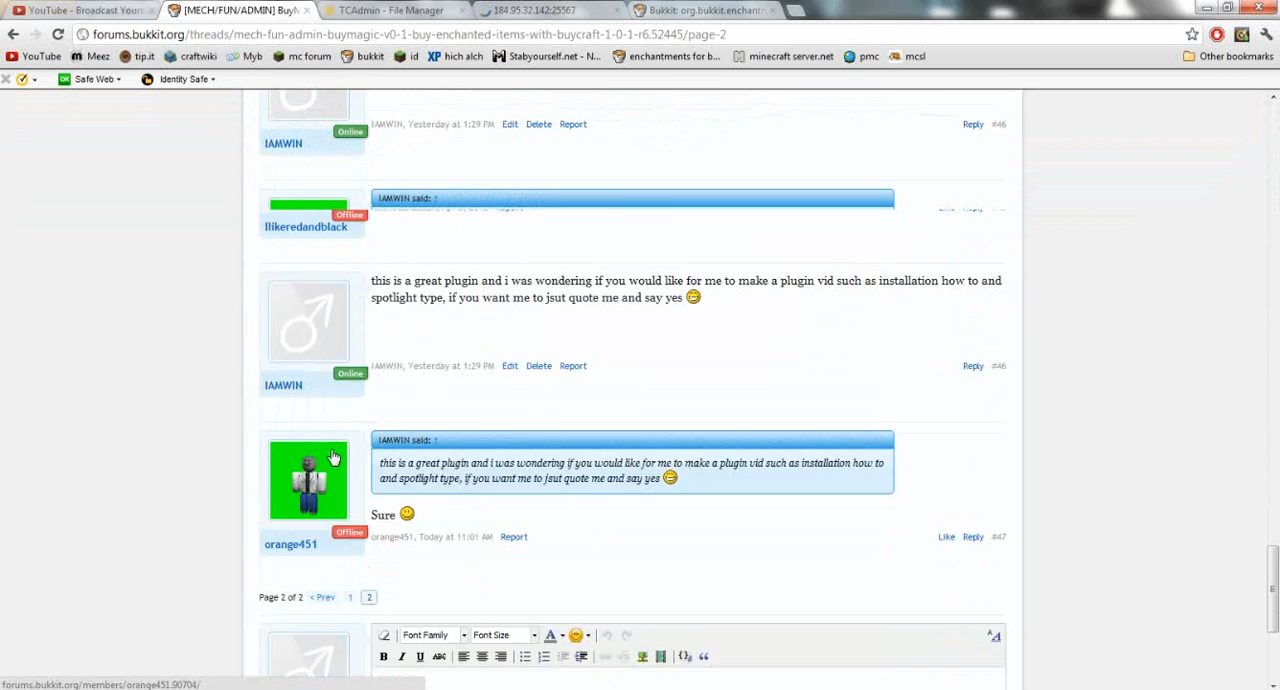 YouTube - Broadcast Yours
[MECH/FUN/ADMIN] BuyM
TCAdmin - File Manager
184.95.32.142:25567
Bukkit: org.bukkit.enchantm
forums.bukkit.org/threads/mech-fun-admin-buymagic-v0-1-buy-enchanted-items-with-buycraft-1-0-1-r6.52445/page-2
YouTube Meez tip.it craftwiki Myb mc forum bukkit id XP hich alch Stabyourself.net - N... enchantments for b... minecraft server.net pmc mcsl Other bookmarks
Safe Web Identity Safe
Online
IAMWIN, Yesterday at 1:29 PM Edit Delete Report Reply #46
IAMWIN
IAMWIN said: ↑
Offline
llikeredandblack
this is a great plugin and i was wondering if you would like for me to make a plugin vid such as installation how to and
spotlight type, if you want me to jsut quote me and say yes
IAMWIN, Yesterday at 1:29 PM Edit Delete Report Reply #46
Online
IAMWIN
IAMWIN said: ↑
this is a great plugin and i was wondering if you would like for me to make a plugin vid such as installation how to
and spotlight type, if you want me to jsut quote me and say yes
Sure
Offline
orange451, Today at 11:01 AM Report Like Reply #47
orange451
Page 2 of 2 < Prev 1 2
Font Family Font Size A
B I U ABC
forums.bukkit.org/members/orange451.90704/